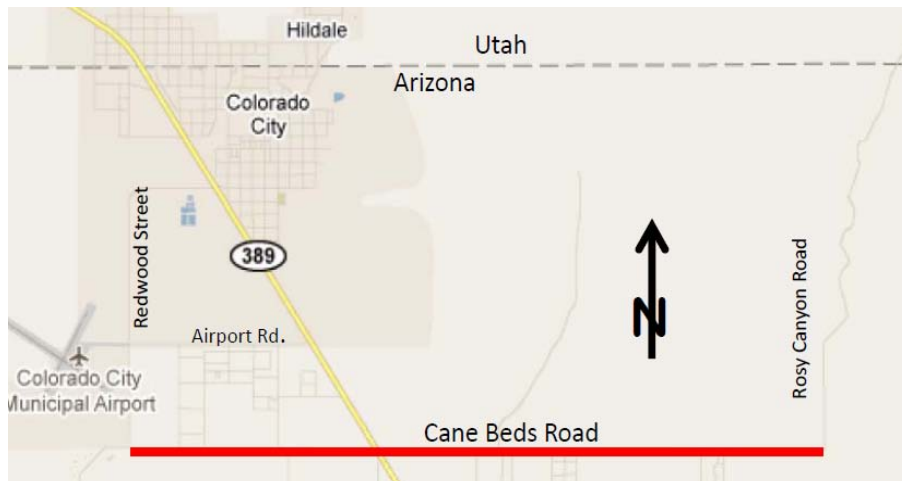 Hildale
Utah
Arizona
Colorado
City
Redwood Street
389
N
Rosy Canyon Road
Airport Rd.
Colorado City
Municipal Airport
Cane Beds Road